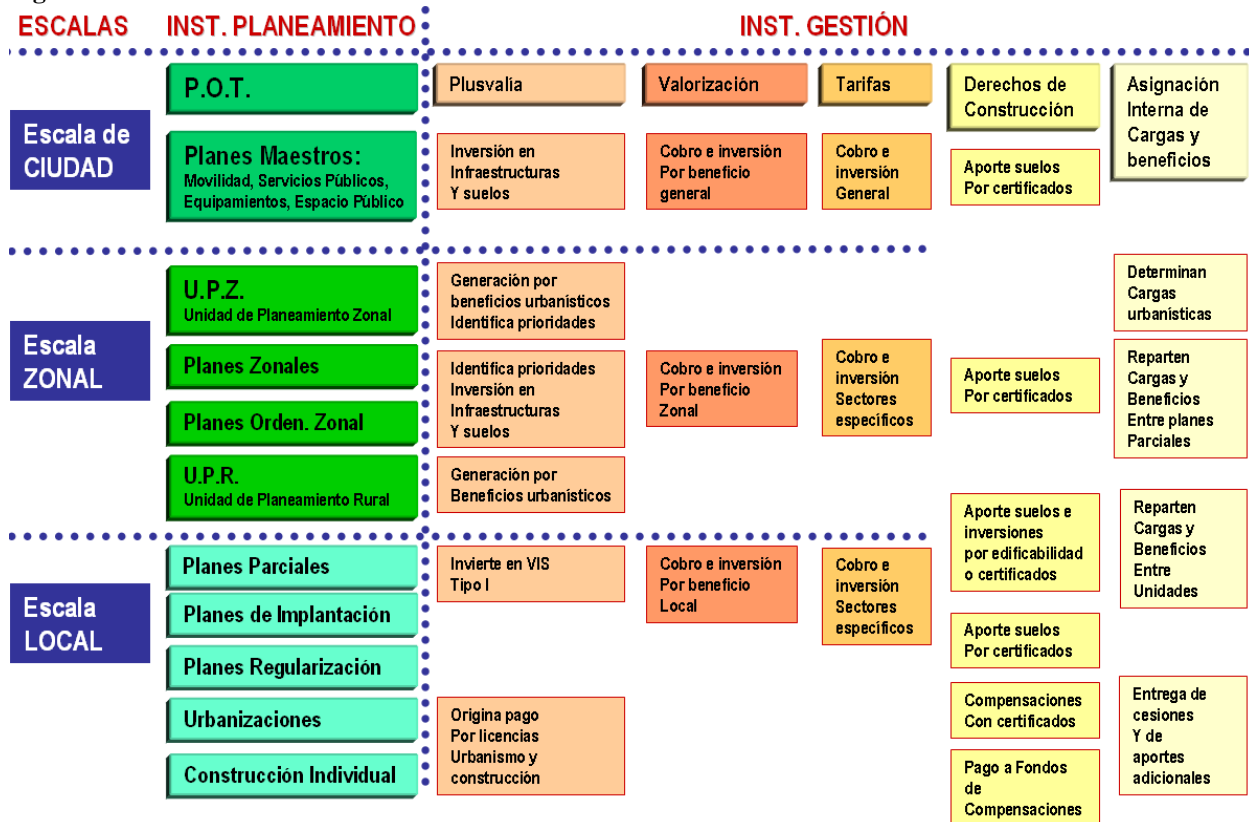 ESCALAS
INST. PLANEAMIENTO
INST. GESTIÓN
Escala de
CIUDAD
P.O.T.
Planes Maestros:
Movilidad, Servicios Públicos,
Equipamientos, Espacio Público
Plusvalía
Inversión en
Infraestructuras
Y suelos
Valorización
Cobro e inversión
Por beneficio
general
Tarifas
Cobro e
inversión
General
Derechos de
Construcción
Aporte suelos
Por certificados
Asignación
Interna de
Cargas y
beneficios
Escala
ZONAL
U.P.Z.
Unidad de Planeamiento Zonal
Planes Zonales
Planes Orden. Zonal
U.P.R.
Unidad de Planeamiento Rural
Generación por
beneficios urbanísticos
Identifica prioridades
Identifica prioridades
Inversión en
Infraestructuras
Y suelos
Generación por
Beneficios urbanísticos
Cobro e inversión
Por beneficio
Zonal
Cobro e
inversión
Sectores
específicos
Aporte suelos
Por certificados
Determinan
Cargas
urbanísticas
Reparten
Cargas y
Beneficios
Entre planes
Parciales
Escala
LOCAL
Planes Parciales
Planes de Implantación
Planes Regularización
Urbanizaciones
Construcción Individual
Invierte en VIS
Tipo I
Origina pago
Por licencias
Urbanismo y
construcción
Cobro e inversión
Por beneficio
Local
Cobro e
inversión
Sectores
específicos
Aporte suelos e
inversiones
por edificabilidad
o certificados
Aporte suelos
Por certificados
Compensaciones
Con certificados
Pago a Fondos
de
Compensaciones
Reparten
Cargas y
Beneficios
Entre
Unidades
Entrega de
cesiones
Y de
aportes
adicionales